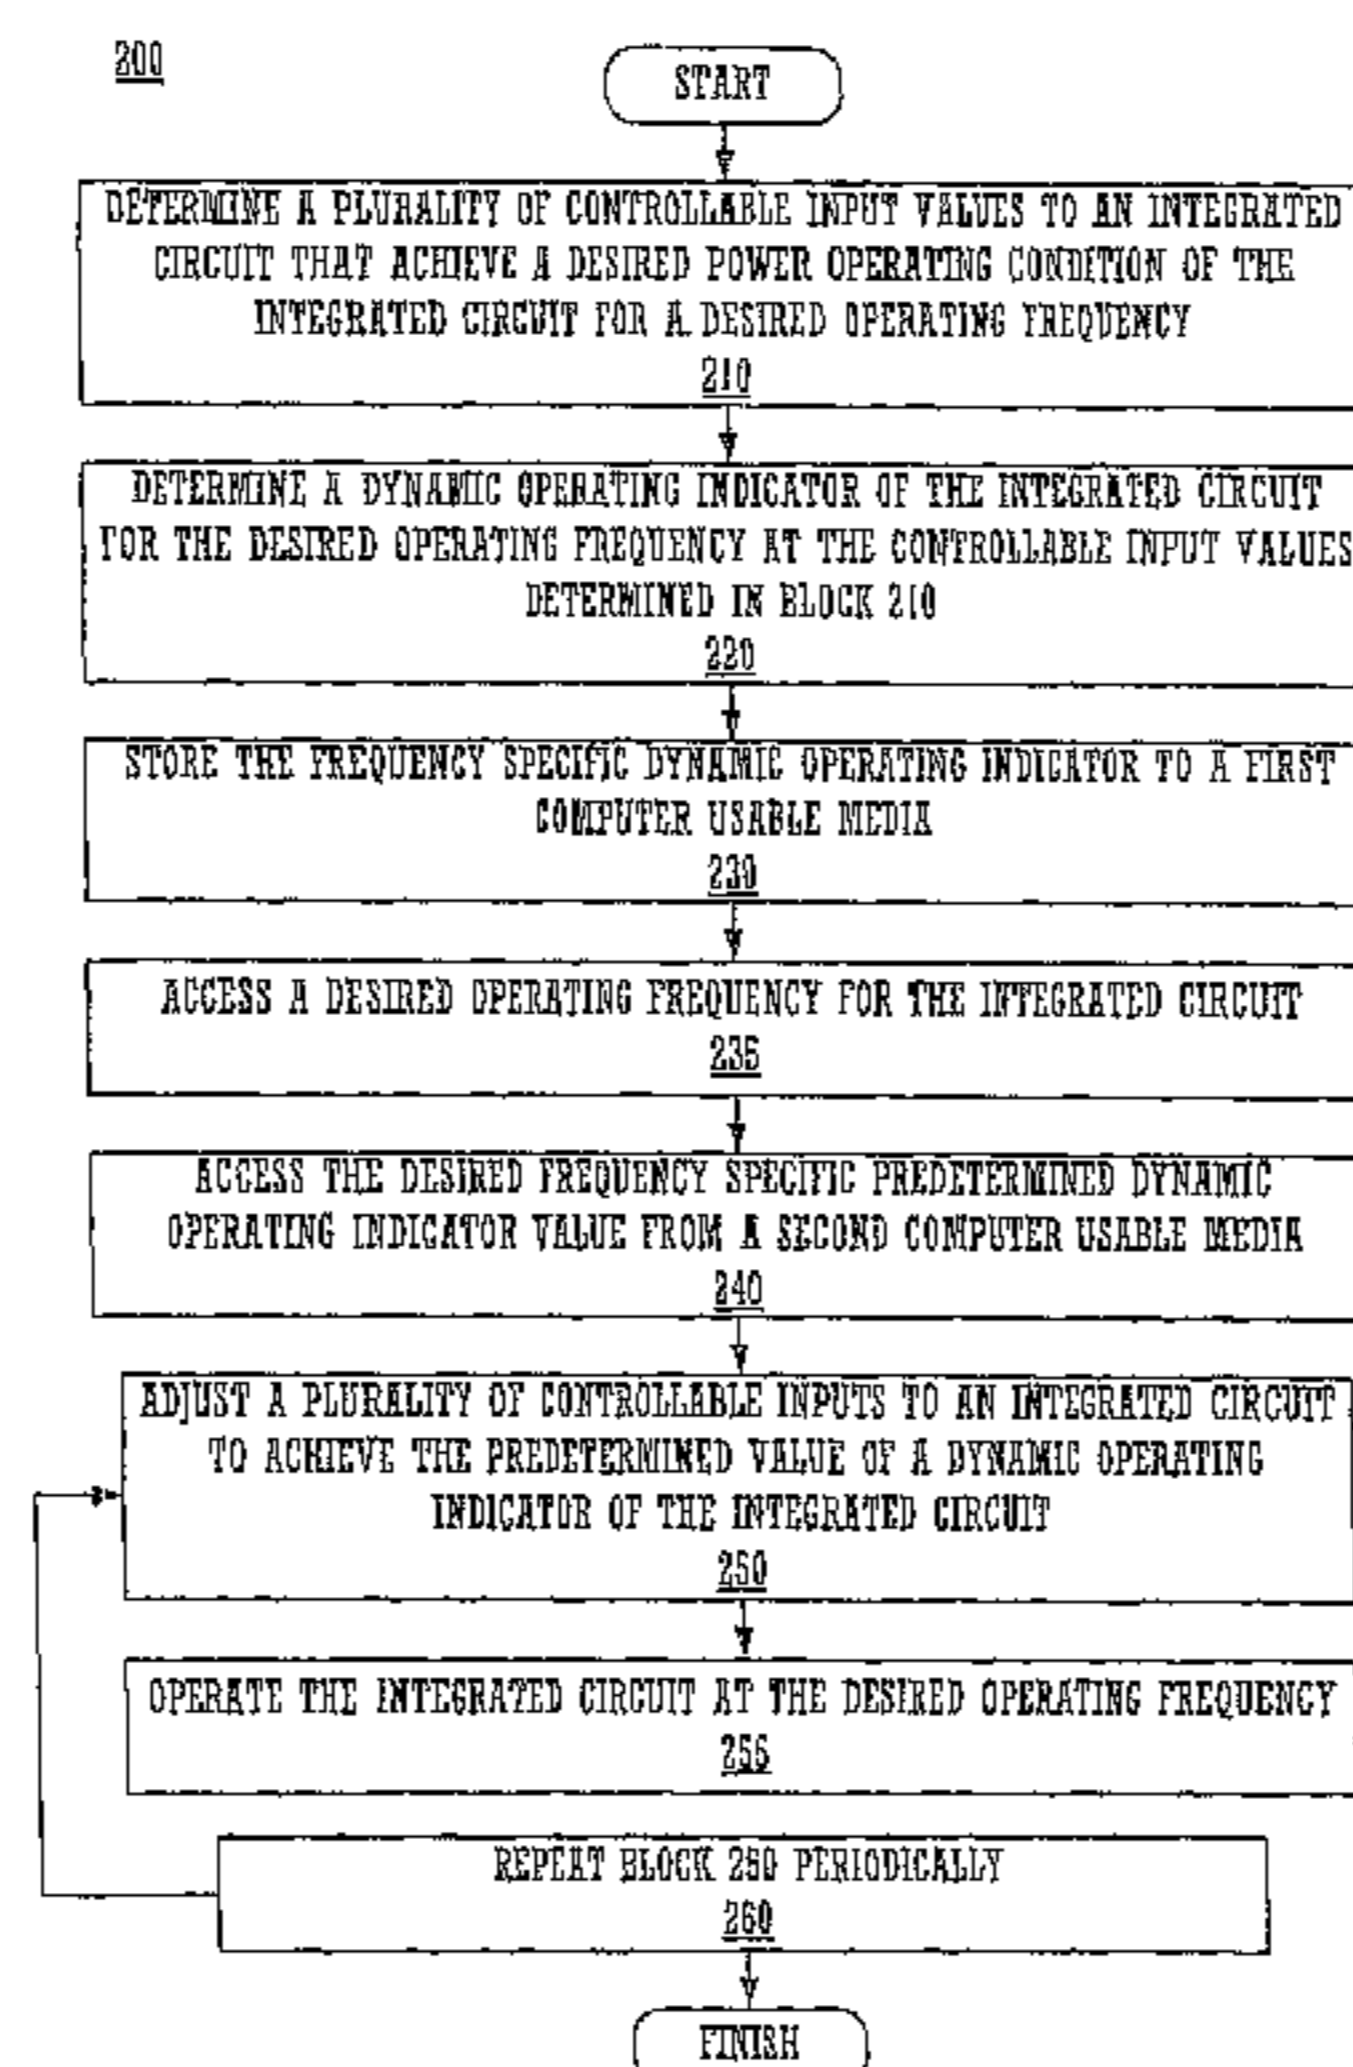 200
START
DETERMINE A PLURALITY OF CONTROLLABLE INPUT VALUES TO AN INTEGRATED
CIRCUIT THAT ACHIEVE A DESIRED POWER OPERATING CONDITION OF THE
INTEGRATED CIRCUIT FOR A DESIRED OPERATING FREQUENCY
210
DETERMINE A DYNAMIC OPERATING INDICATOR OF THE INTEGRATED CIRCUIT
FOR THE DESIRED OPERATING FREQUENCY AT THE CONTROLLABLE INPUT VALUES
DETERMINED IN BLOCK 210
220
STORE THE FREQUENCY SPECIFIC DYNAMIC OPERATING INDICATOR TO A FIRST
COMPUTER USABLE MEDIA
230
ACCESS A DESIRED OPERATING FREQUENCY FOR THE INTEGRATED CIRCUIT
235
ACCESS THE DESIRED FREQUENCY SPECIFIC PREDETERMINED DYNAMIC
OPERATING INDICATOR VALUE FROM A SECOND COMPUTER USABLE MEDIA
240
ADJUST A PLURALITY OF CONTROLLABLE INPUTS TO AN INTEGRATED CIRCUIT
TO ACHIEVE THE PREDETERMINED VALUE OF A DYNAMIC OPERATING
INDICATOR OF THE INTEGRATED CIRCUIT
250
OPERATE THE INTEGRATED CIRCUIT AT THE DESIRED OPERATING FREQUENCY
255
REPEAT BLOCK 250 PERIODICALLY
260
FINISH